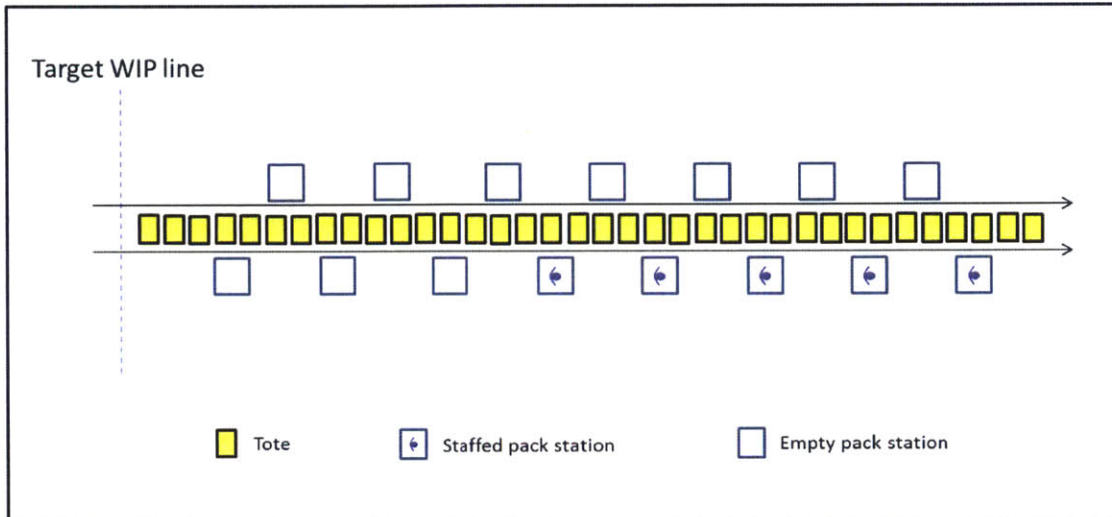 Target WIP line
Tote
Staffed pack station
Empty pack station